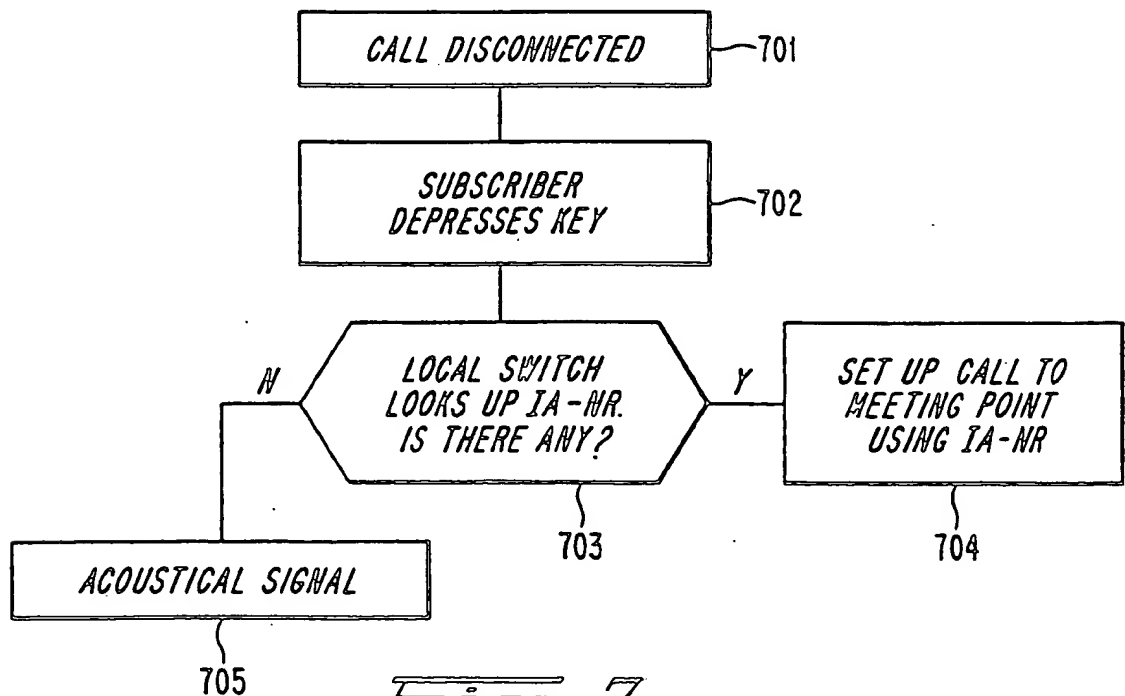 CALL DISCONNECTED
701
SUBSCRIBER
DEPRESSES KEY
702
N
LOCAL SWITCH
LOOKS UP IA-NR.
IS THERE ANY?
Y
703
SET UP CALL TO
MEETING POINT
USING IA-NR
704
ACOUSTICAL SIGNAL
705